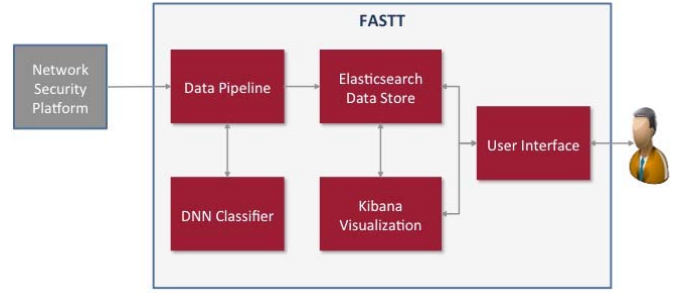 FASTT
Network
Security
Platform
Data Pipeline
Elasticsearch
Data Store
User Interface
DNN Classifier
Kibana
Visualization